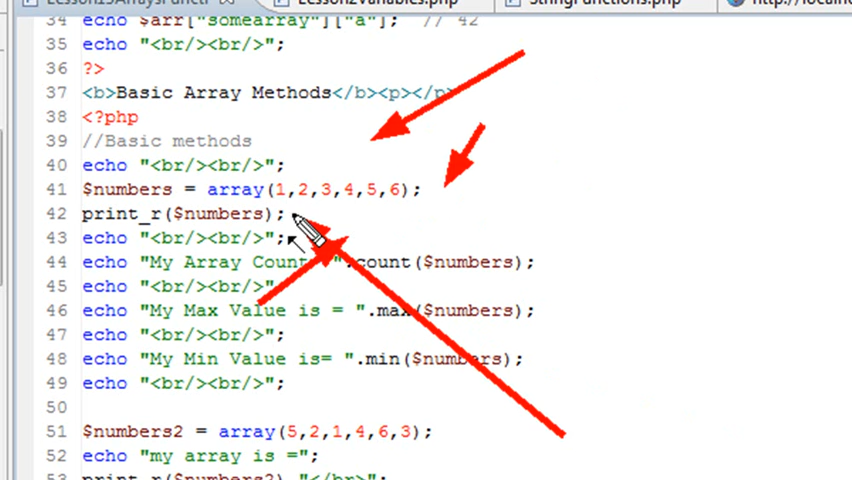 Lesson2Variables.php StringFunctions.php
34 echo $arr["somearray"]["a"]; // 42
35 echo "<br/><br/>";
36 ?>
37 <b>Basic Array Methods</b><p></p>
38 <?php
39 //Basic methods
40 echo "<br/><br/>";
41 $numbers = array(1,2,3,4,5,6);
42 print_r($numbers);
43 echo "<br/><br/>";
44 echo "My Array Count ".count($numbers);
45 echo "<br/><br/>
46 echo "My Max Value is = ".max($numbers);
47 echo "<br/><br/>";
48 echo "My Min Value is= ".min($numbers);
49 echo "<br/><br/>";
50
51 $numbers2 = array(5,2,1,4,6,3);
52 echo "my array is =";
53 print_r($numbers2)."</br>";